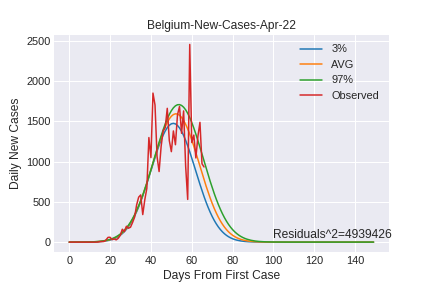 Belgium-New-Cases-Apr-22
2500
2000
1500
1000
500
0
Daily New Cases
3%
AVG
97%
Observed
Residuals^2=4939426
0 20 40 60 80 100 120 140
Days From First Case